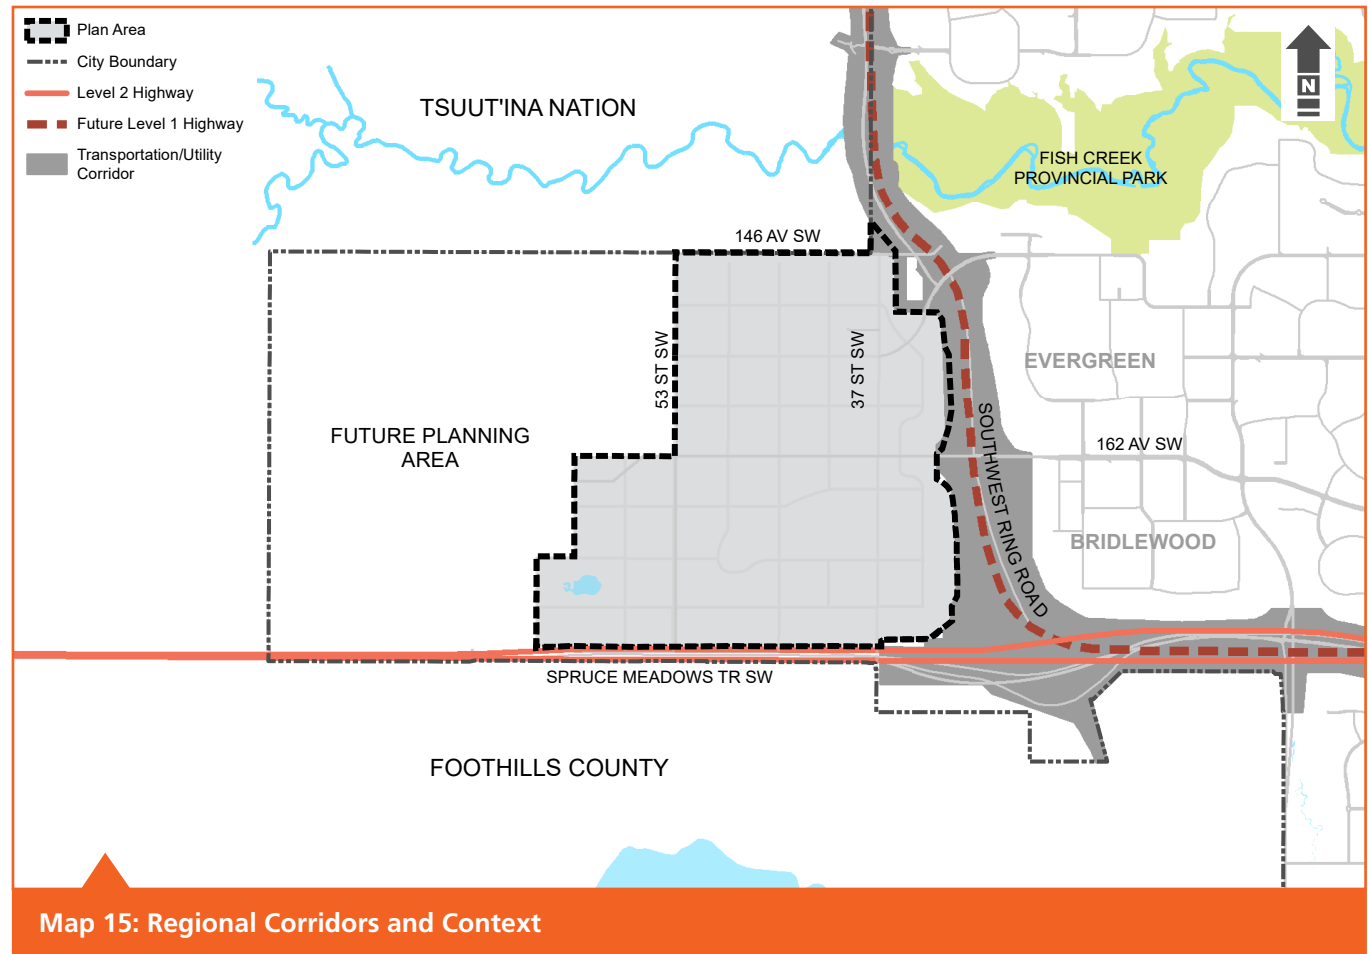 Plan Area
City Boundary
Level 2 Highway
Future Level 1 Highway
Transportation/Utility
Corridor
TSUUT'INA NATION
N
FISH CREEK
PROVINCIAL PARK
146 AV SW
53 ST SW
37 ST SW
EVERGREEN
FUTURE PLANNING
AREA
162 AV SW
SOUTHWEST RING ROAD
BRIDLEWOOD
SPRUCE MEADOWS TR SW
FOOTHILLS COUNTY
Map 15: Regional Corridors and Context